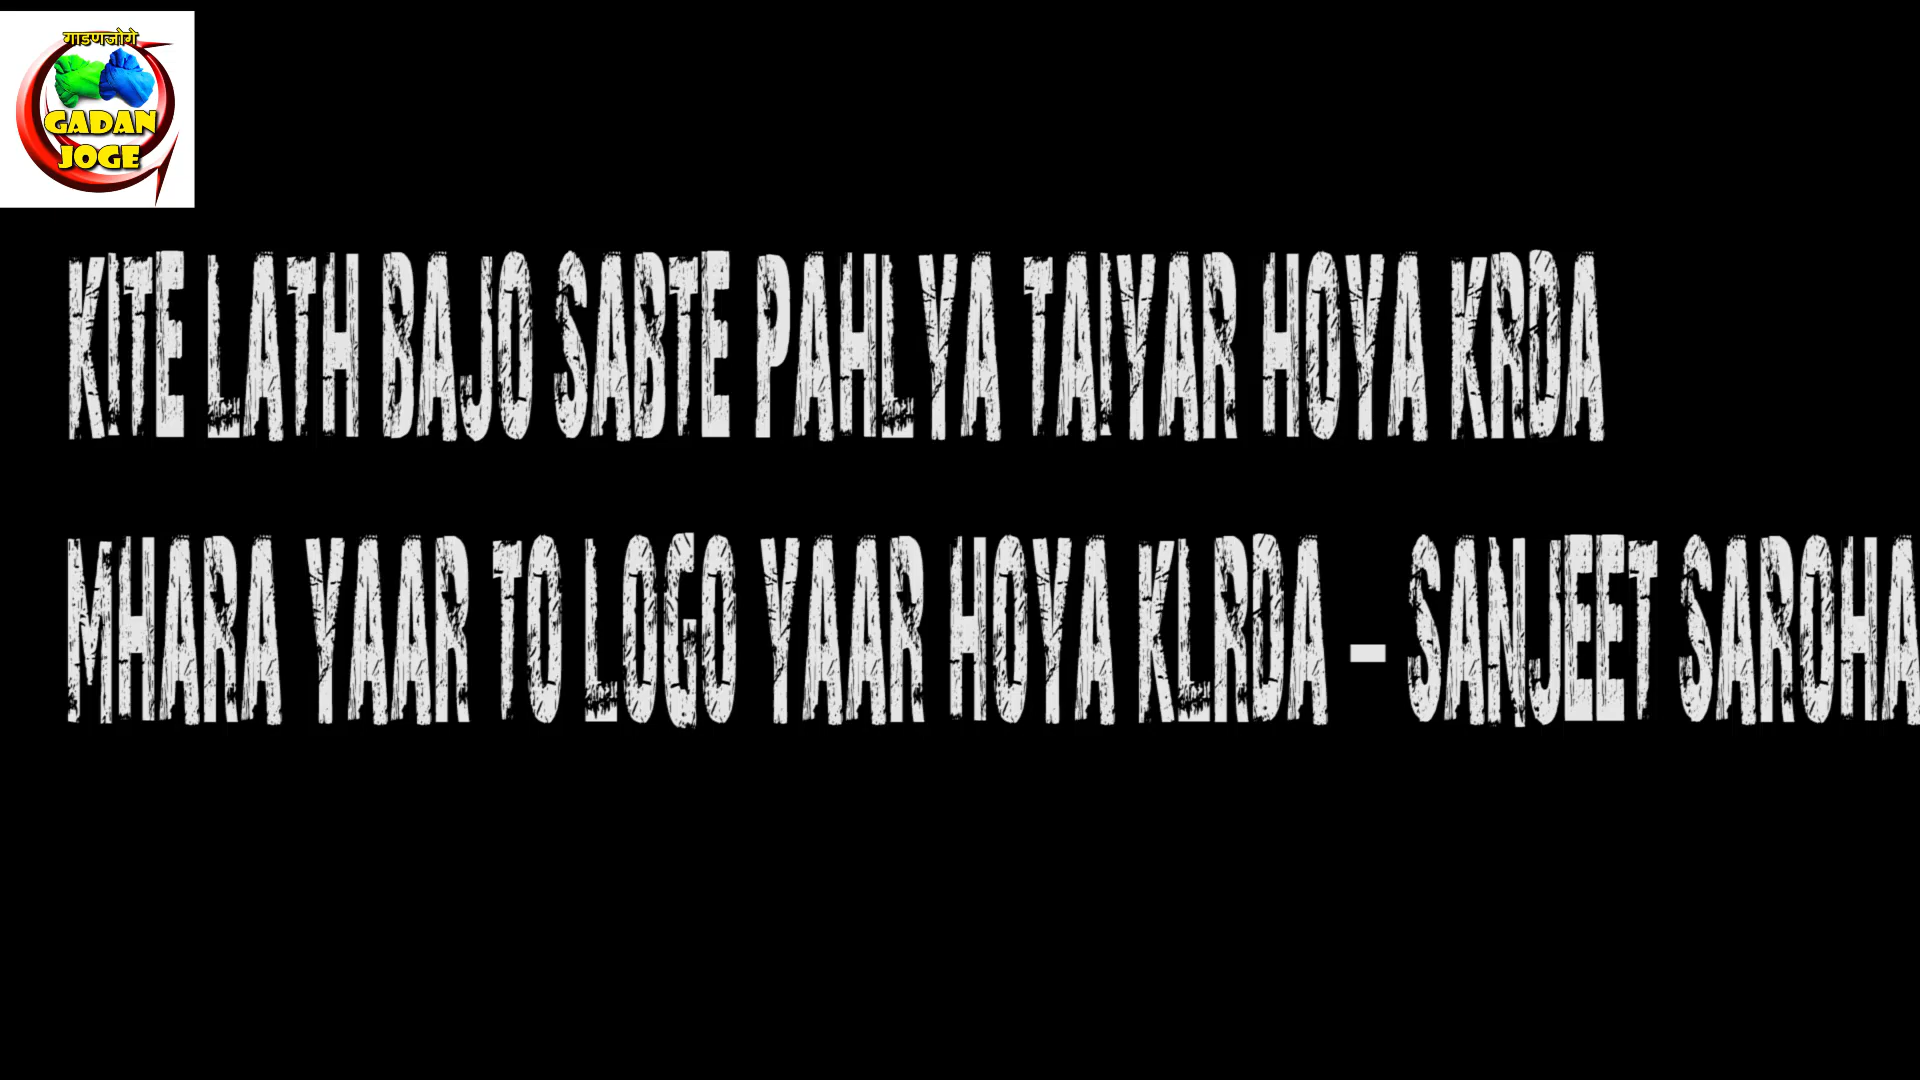 गाडणजोगे
GADAN
JOGE
KITE LATH BAJO SABTE PAHLYA TAIYAR HOYA KRDA
MHARA YAAR TO LOGO YAAR HOYA KLRDA - SANJEET SAROHA